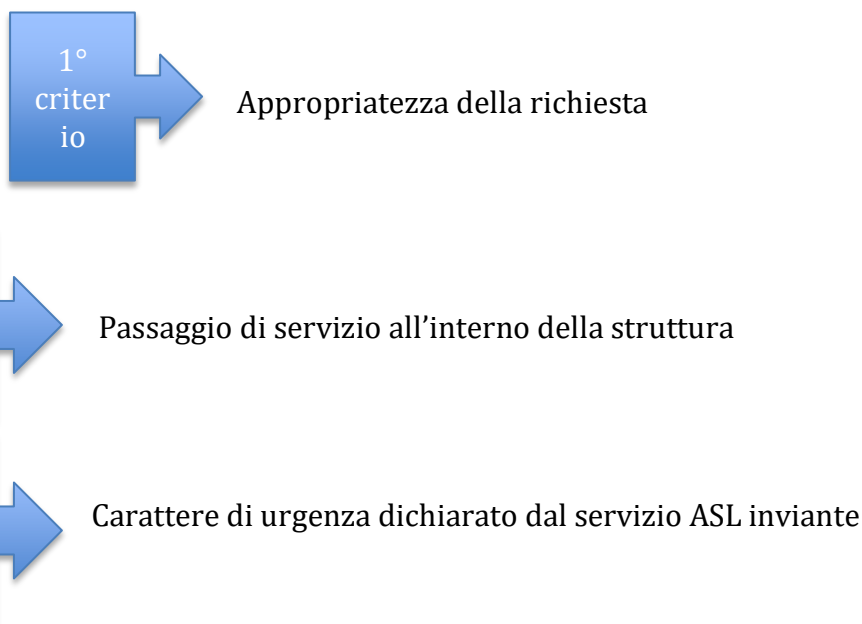 1°
criter
io
Appropriatezza della richiesta
Passaggio di servizio all’interno della struttura
Carattere di urgenza dichiarato dal servizio ASL inviante